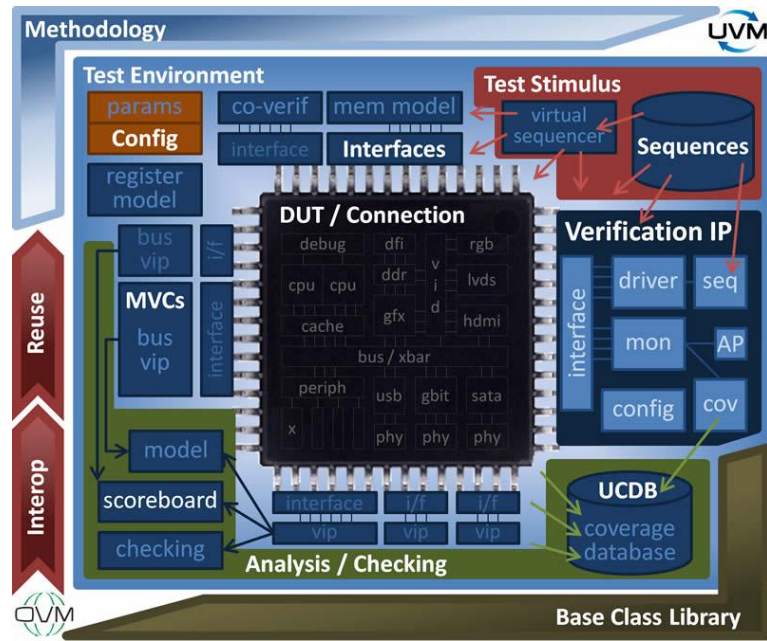 Methodology
UVM
Test Environment
params
Config
register
model
co-verif
mem model
interface
Interfaces
Test Stimulus
virtual
sequencer
Sequences
DUT / Connection
debug
dfi
rgb
cpu
cpu
ddr
v
i
d
lvds
cache
gfx
hdmi
bus / xbar
periph
usb
gbit
sata
x
phy
phy
phy
bus
vip
i/f
MVCs
bus
vip
interface
Verification IP
interface
driver
seq
mon
AP
config
cov
Reuse
Interop
model
scoreboard
checking
interface
i/f
i/f
vip
vip
vip
Analysis / Checking
UCDB
coverage
database
OVM
Base Class Library